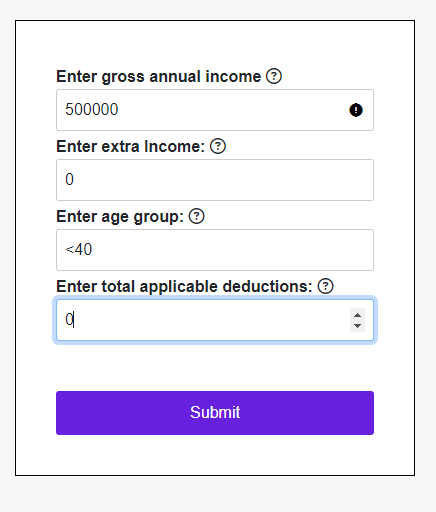 Enter gross annual income ?
500000
Enter extra Income: ?
0
Enter age group: ?
<40
Enter total applicable deductions: ?
0
Submit